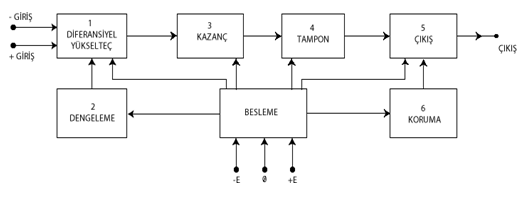 - GİRİŞ
+ GİRİŞ
1
DİFERANSİYEL
YÜKSELTEÇ
3
KAZANÇ
4
TAMPON
5
ÇIKIŞ
ÇIKIŞ
2
DENGELEME
BESLEME
6
KORUMA
-E
0
+E